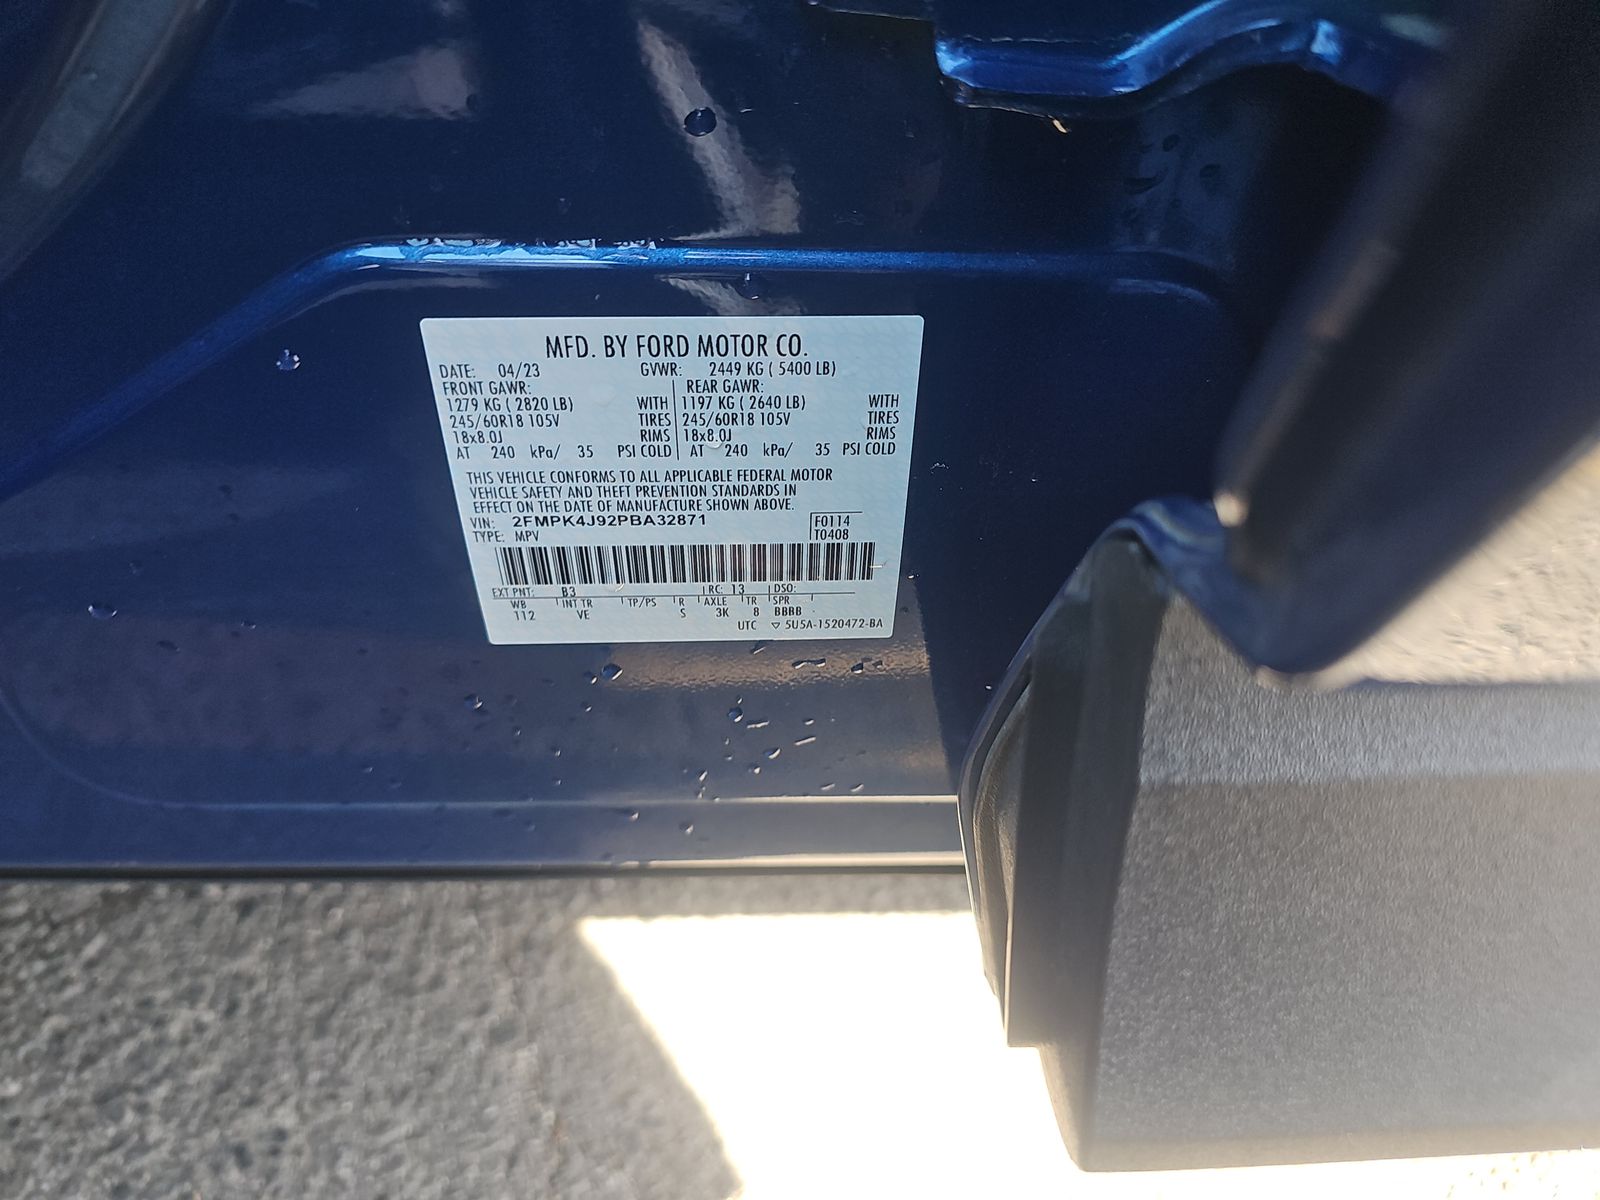 MFD. BY FORD MOTOR CO.
DATE: 04/23 GVWR: 2449 KG ( 5400 LB)
FRONT GAWR: REAR GAWR:
1279 KG ( 2820 LB) WITH 1197 KG ( 2640 LB) WITH
245/60R18 105V TIRES 245/60R18 105V TIRES
18x8.0J RIMS 18x8.0J RIMS
AT 240 kPa/ 35 PSI COLD AT 240 kPa/ 35 PSI COLD
THIS VEHICLE CONFORMS TO ALL APPLICABLE FEDERAL MOTOR
VEHICLE SAFETY AND THEFT PREVENTION STANDARDS IN
EFFECT ON THE DATE OF MANUFACTURE SHOWN ABOVE.
VIN: 2FMPK4J92PBA32871 F0114
TYPE: MPV T0408
EXT PNT: B3 RC: 13 DSO:
WB INT TR TP/PS R AXLE TR SPR
112 VE S 3K 8 BBRB
UTC ▽ 5U5A-1520472-BA